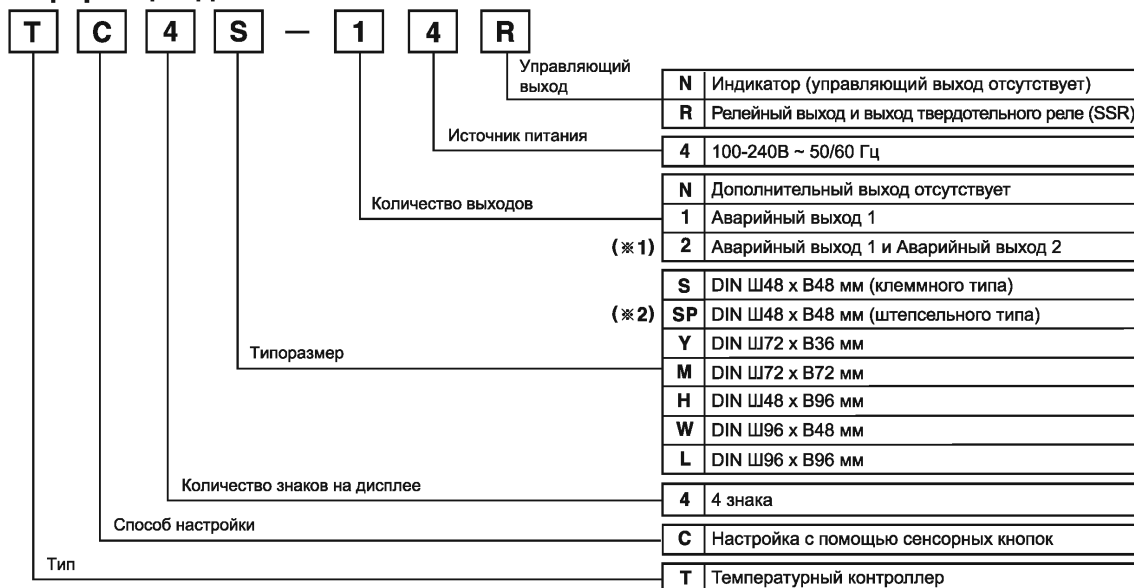 T C 4 S — 1 4 R
Управляющий
выход
N Индикатор (управляющий выход отсутствует)
R Релейный выход и выход твердотельного реле (SSR)
Источник питания
4 100-240В ~ 50/60 Гц
Количество выходов
N Дополнительный выход отсутствует
1 Аварийный выход 1
(※1) 2 Аварийный выход 1 и Аварийный выход 2
Типоразмер
S DIN Ш48 х В48 мм (клеммного типа)
(※2) SP DIN Ш48 х В48 мм (штепсельного типа)
Y DIN Ш72 х В36 мм
M DIN Ш72 х В72 мм
H DIN Ш48 х В96 мм
W DIN Ш96 х В48 мм
L DIN Ш96 х В96 мм
Количество знаков на дисплее
4 4 знака
Способ настройки
C Настройка с помощью сенсорных кнопок
Тип
T Температурный контроллер